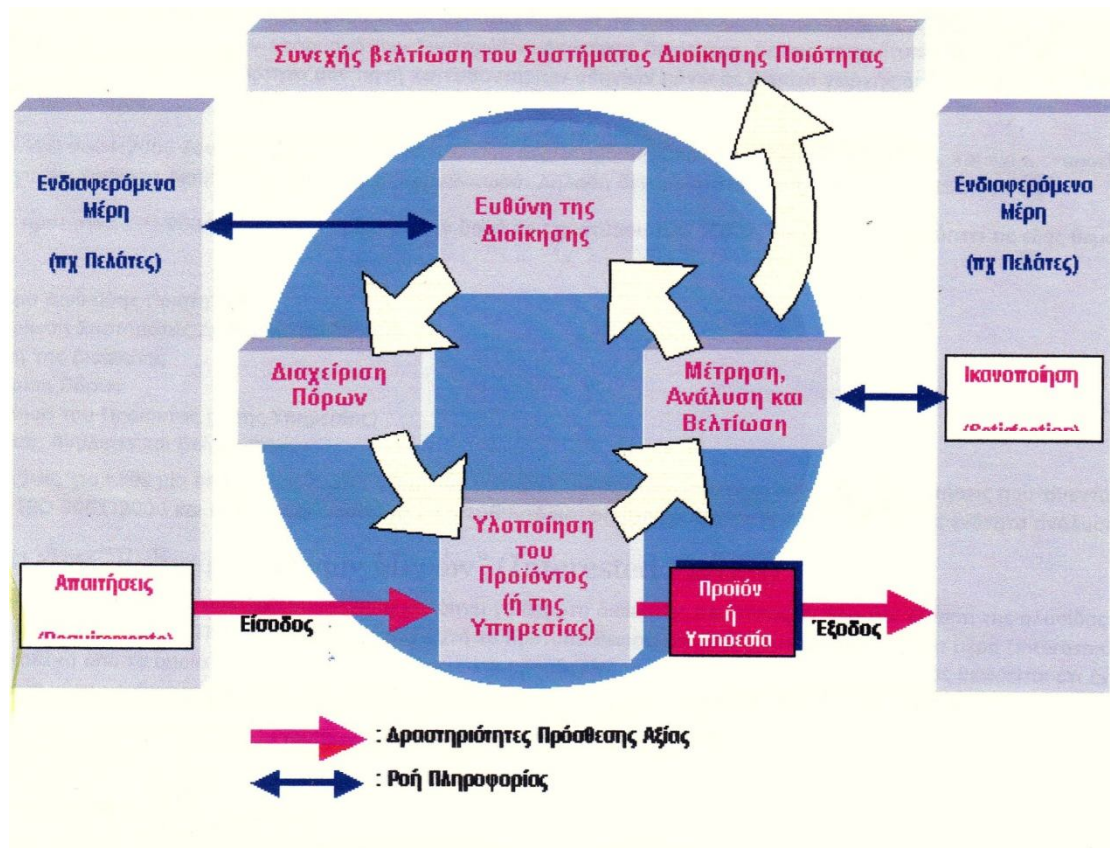 Συνεχής βελτίωση του Συστήματος Διοίκησης Ποιότητας
Ενδιαφερόμενα
Μέρη
(πχ Πελάτες)
Ευθύνη της
Διοίκησης
Ενδιαφερόμενα
Μέρη
(πχ Πελάτες)
Διαχείριση
Πόρων
Μέτρηση,
Ανάλυση και
Βελτίωση
Ικανοποίηση
(Satisfaction)
Απαιτήσεις
(Requirements)
Είσοδος
Υλοποίηση
του
Προϊόντος
(ή της
Υπηρεσίας)
Προϊόν
ή
Υπηρεσία
Έξοδος
: Δραστηριότητες Πρόσθεσης Αξίας
: Ροή Πληροφορίας